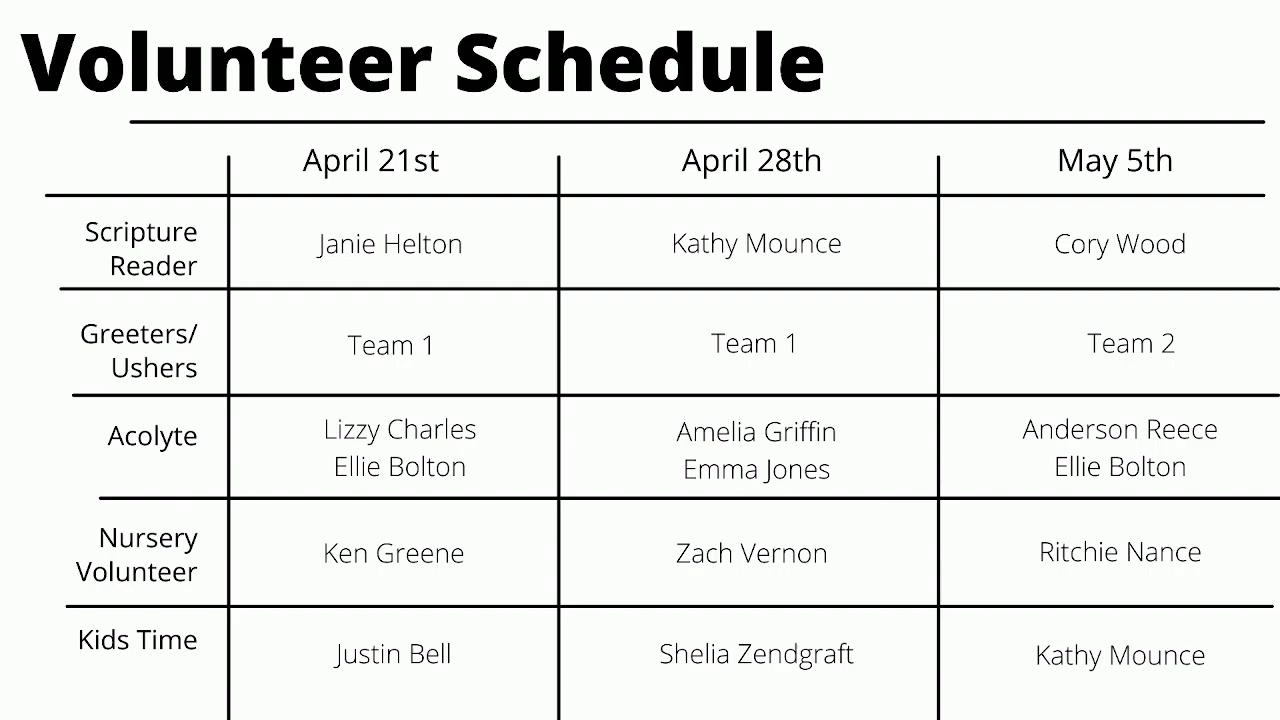 Volunteer Schedule
April 21st April 28th May 5th
Scripture Reader Janie Helton Kathy Mounce Cory Wood
Greeters/ Ushers Team 1 Team 1 Team 2
Acolyte Lizzy Charles Amelia Griffin Anderson Reece
Ellie Bolton Emma Jones Ellie Bolton
Nursery Volunteer Ken Greene Zach Vernon Ritchie Nance
Kids Time Justin Bell Shelia Zendgraft Kathy Mounce